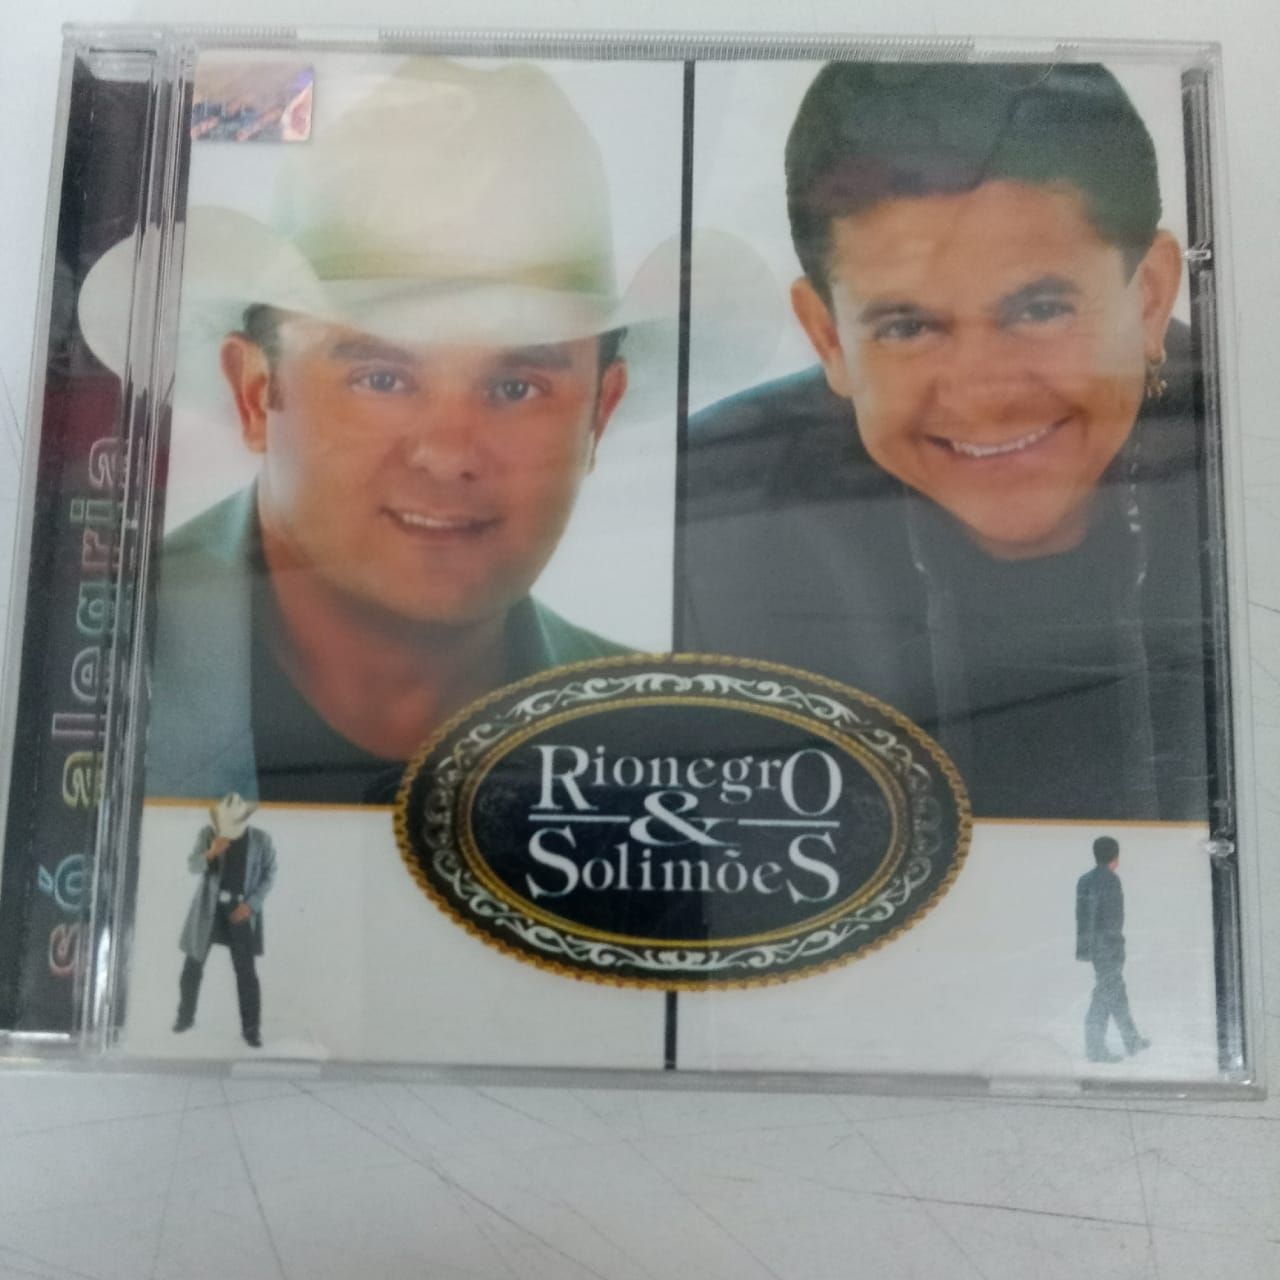 só alegria
Rionegro
&
Solimões